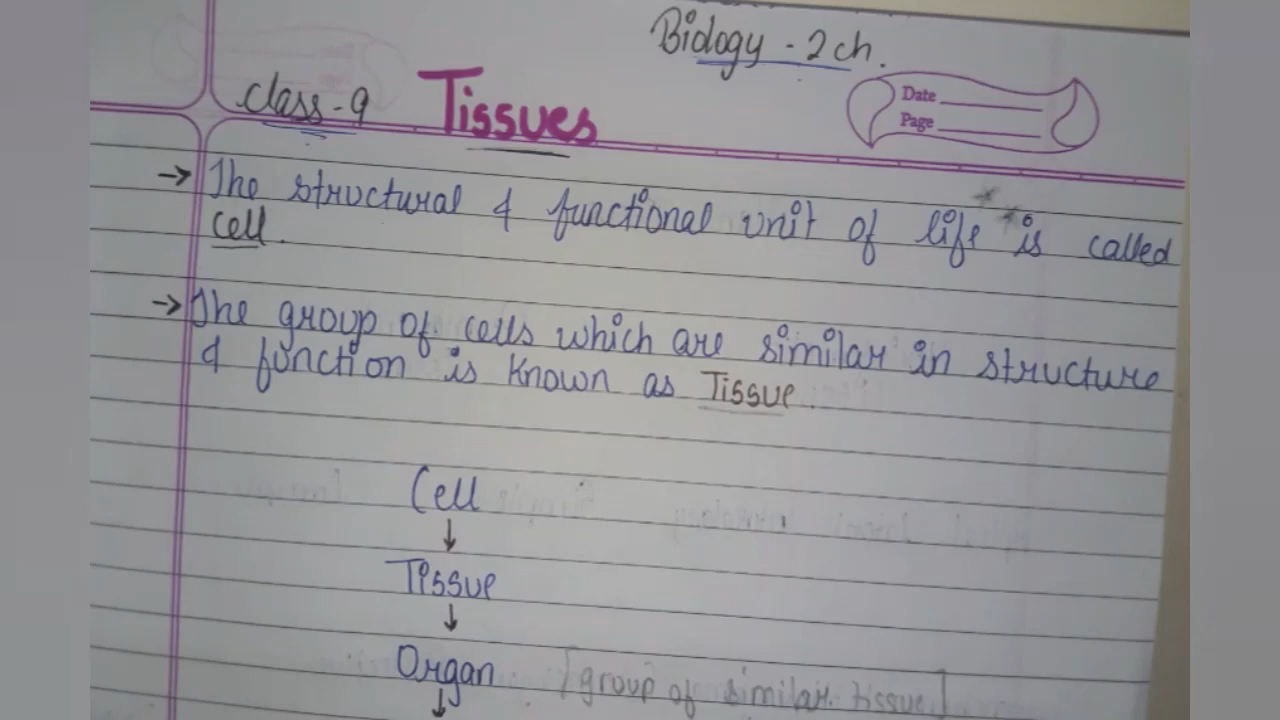 Biology - 2 ch.
Class - 9 Tissues
Date
Page
→ The structural & functional unit of life is called
cell.
→ The group of cells which are similar in structure
& function is known as Tissue.
Cell
↓
Tissue
↓
Organ [group of similar tissue]
↓